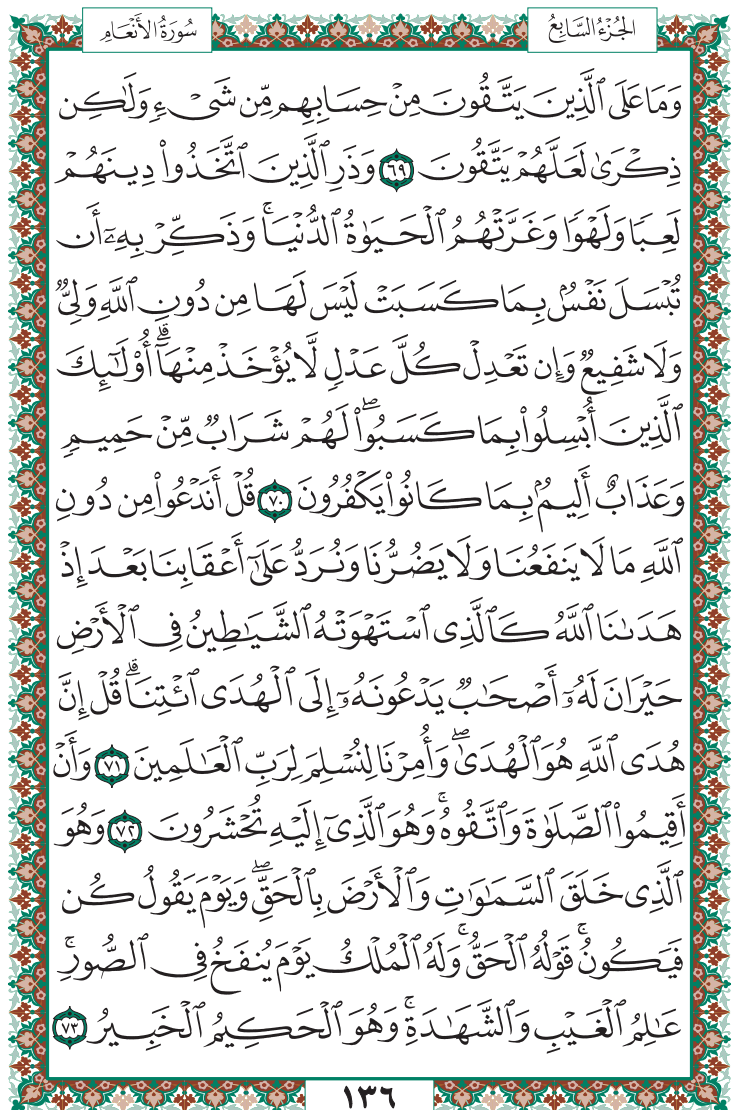 الجُزْءُ السَّابِعُ
سُورَةُ الأَنْعَامِ
وَمَا عَلَى ٱلَّذِينَ يَتَّقُونَ مِنْ حِسَابِهِم مِّن شَىْءٍ وَلَٰكِن
ذِكْرَىٰ لَعَلَّهُمْ يَتَّقُونَ ٦٩ وَذَرِ ٱلَّذِينَ ٱتَّخَذُوا۟ دِينَهُمْ
لَعِبًا وَلَهْوًا وَغَرَّتْهُمُ ٱلْحَيَوٰةُ ٱلدُّنْيَا ۚ وَذَكِّرْ بِهِۦٓ أَن
تُبْسَلَ نَفْسٌۢ بِمَا كَسَبَتْ لَيْسَ لَهَا مِن دُونِ ٱللَّهِ وَلِىٌّ
وَلَا شَفِيعٌ وَإِن تَعْدِلْ كُلَّ عَدْلٍ لَّا يُؤْخَذْ مِنْهَآ ۗ أُو۟لَٰٓئِكَ
ٱلَّذِينَ أُبْسِلُوا۟ بِمَا كَسَبُوا۟ ۖ لَهُمْ شَرَابٌ مِّنْ حَمِيمٍ
وَعَذَابٌ أَلِيمٌۢ بِمَا كَانُوا۟ يَكْفُرُونَ ٧٠ قُلْ أَنَدْعُوا۟ مِن دُونِ
ٱللَّهِ مَا لَا يَنفَعُنَا وَلَا يَضُرُّنَا وَنُرَدُّ عَلَىٰٓ أَعْقَابِنَا بَعْدَ إِذْ
هَدَىٰنَا ٱللَّهُ كَٱلَّذِى ٱسْتَهْوَتْهُ ٱلشَّيَٰطِينُ فِى ٱلْأَرْضِ
حَيْرَانَ لَهُۥٓ أَصْحَٰبٌ يَدْعُونَهُۥٓ إِلَى ٱلْهُدَى ٱئْتِنَا ۗ قُلْ إِنَّ
هُدَى ٱللَّهِ هُوَ ٱلْهُدَىٰ ۖ وَأُمِرْنَا لِنُسْلِمَ لِرَبِّ ٱلْعَٰلَمِينَ ٧١ وَأَنْ
أَقِيمُوا۟ ٱلصَّلَوٰةَ وَٱتَّقُوهُ ۚ وَهُوَ ٱلَّذِىٓ إِلَيْهِ تُحْشَرُونَ ٧٢ وَهُوَ
ٱلَّذِى خَلَقَ ٱلسَّمَٰوَٰتِ وَٱلْأَرْضَ بِٱلْحَقِّ ۖ وَيَوْمَ يَقُولُ كُن
فَيَكُونُ ۚ قَوْلُهُ ٱلْحَقُّ ۚ وَلَهُ ٱلْمُلْكُ يَوْمَ يُنفَخُ فِى ٱلصُّورِ ۚ
عَٰلِمُ ٱلْغَيْبِ وَٱلشَّهَٰدَةِ ۚ وَهُوَ ٱلْحَكِيمُ ٱلْخَبِيرُ ٧٣
١٣٦